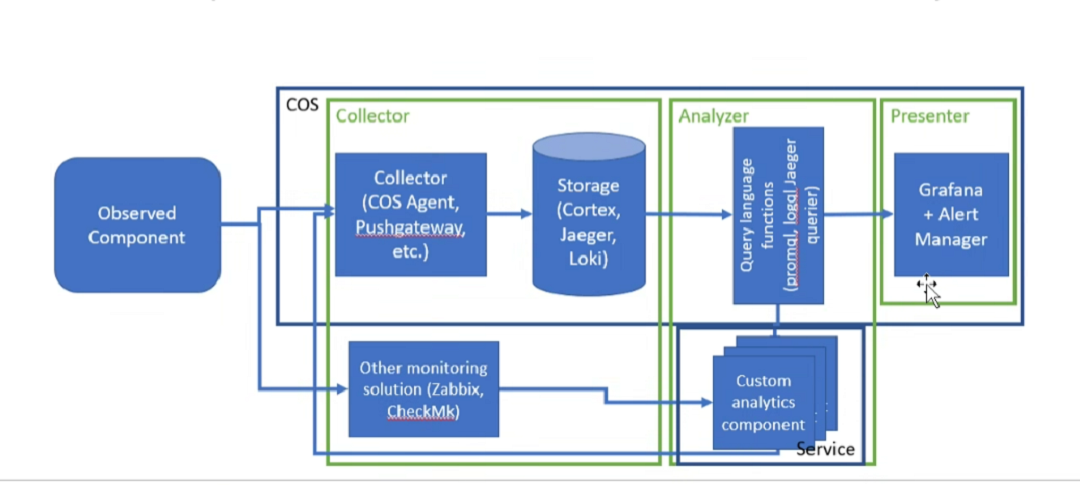 COS
Collector
Analyzer
Presenter
Observed
Component
Collector
(COS Agent,
Pushgateway,
etc.)
Storage
(Cortex,
Jaeger,
Loki)
Query language
functions
(promql, logql Jaeger
querier)
Grafana
+ Alert
Manager
Other monitoring
solution (Zabbix,
CheckMk)
Custom
analytics
component
Service